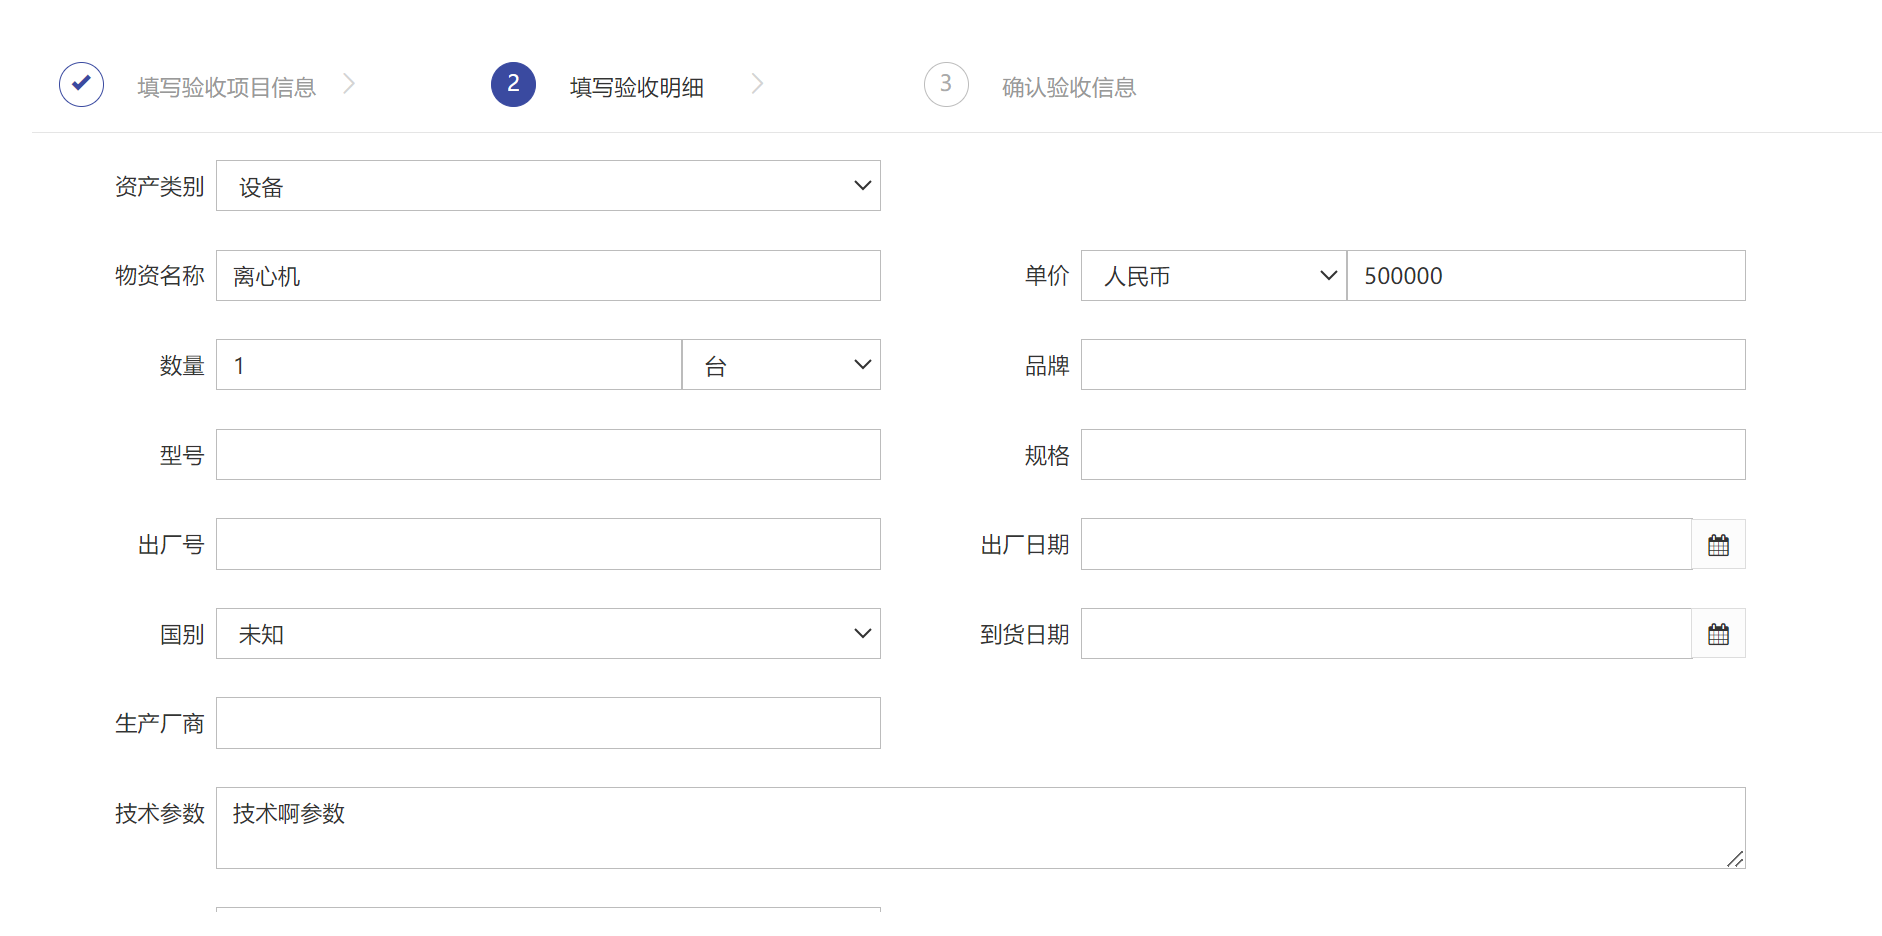 填写验收项目信息 2 填写验收明细 3 确认验收信息
资产类别 设备
物资名称 离心机 单价 人民币 500000
数量 1 台 品牌
型号 规格
出厂号 出厂日期
国别 未知 到货日期
生产厂商
技术参数 技术啊参数